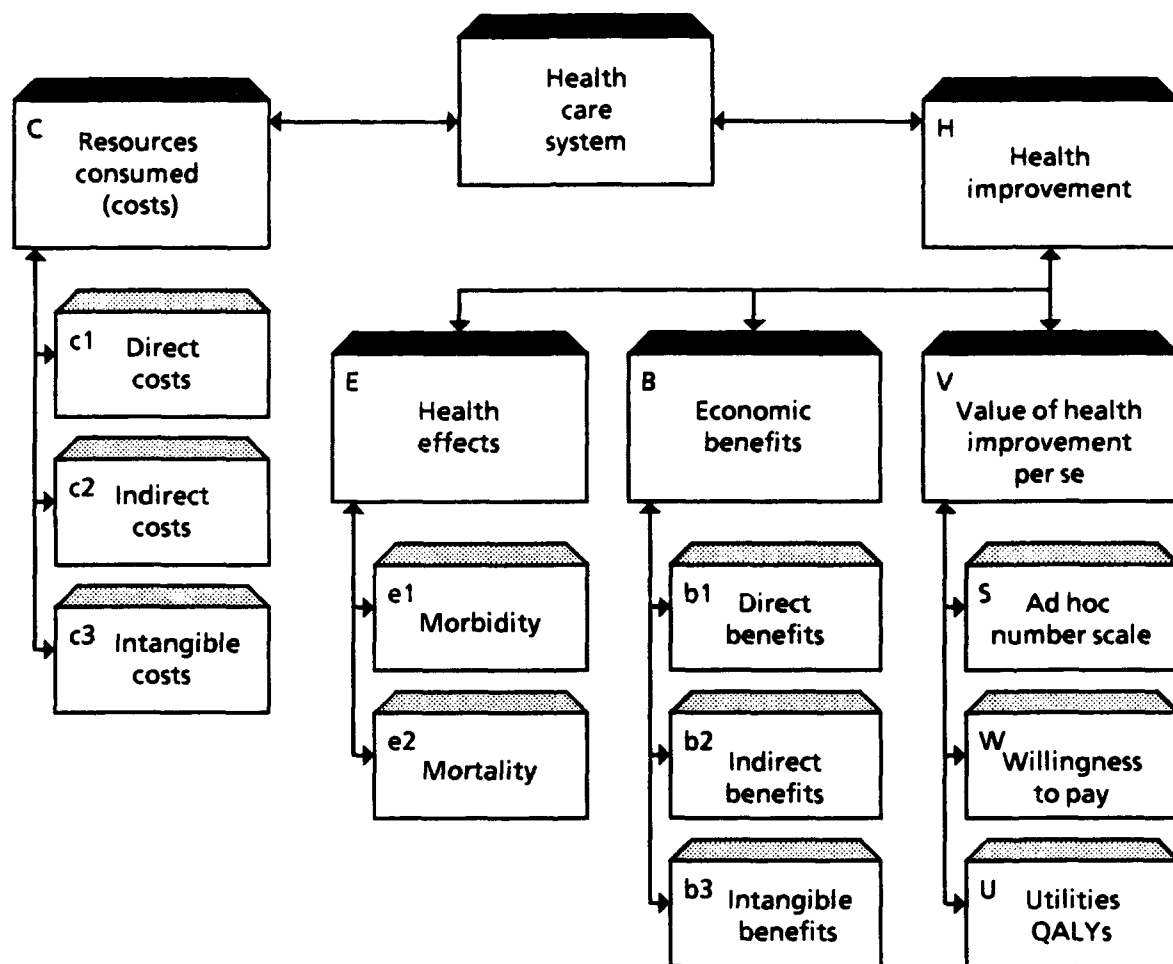 Health
care
system
C
Resources
consumed
(costs)
H
Health
improvement
c1
Direct
costs
c2
Indirect
costs
c3
Intangible
costs
E
Health
effects
e1
Morbidity
e2
Mortality
B
Economic
benefits
b1
Direct
benefits
b2
Indirect
benefits
b3
Intangible
benefits
V
Value of health
improvement
per se
S
Ad hoc
number scale
W
Willingness
to pay
U
Utilities
QALYs